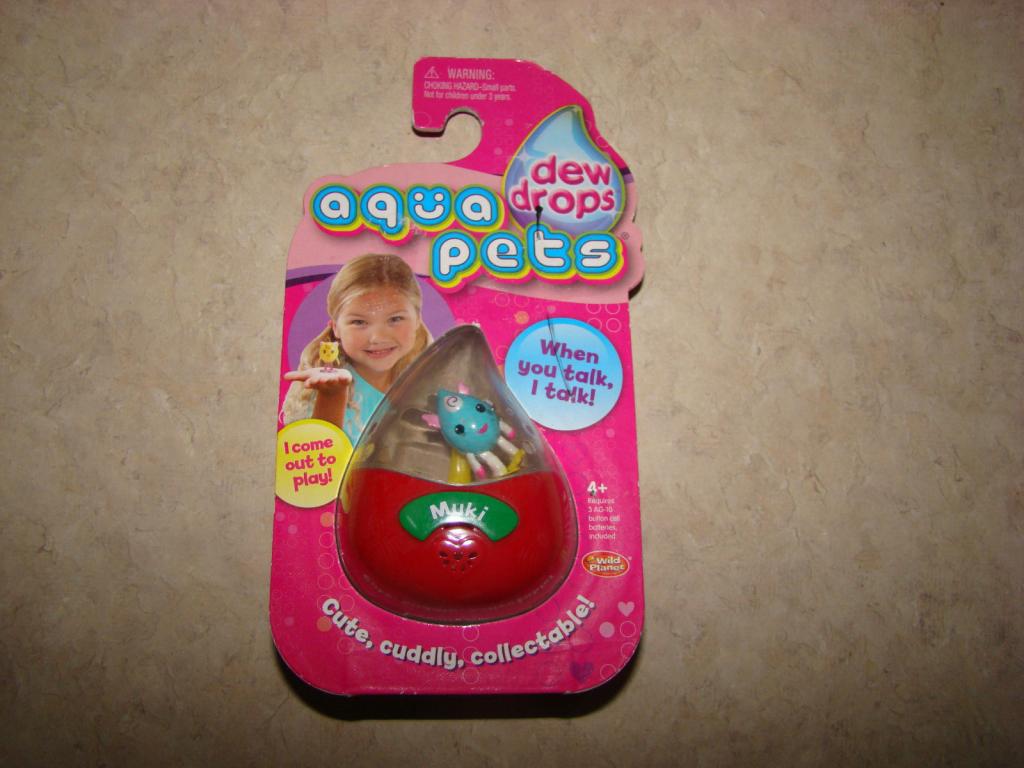 WARNING:
CHOKING HAZARD-Small parts.
Not for children under 3 years.
dew
drops
aqua
pets®
When
you talk,
I talk!
I come
out to
play!
Muki
4+
Requires
3 AG-10
button cell
batteries,
included
Wild
Planet
Cute, cuddly, collectable!